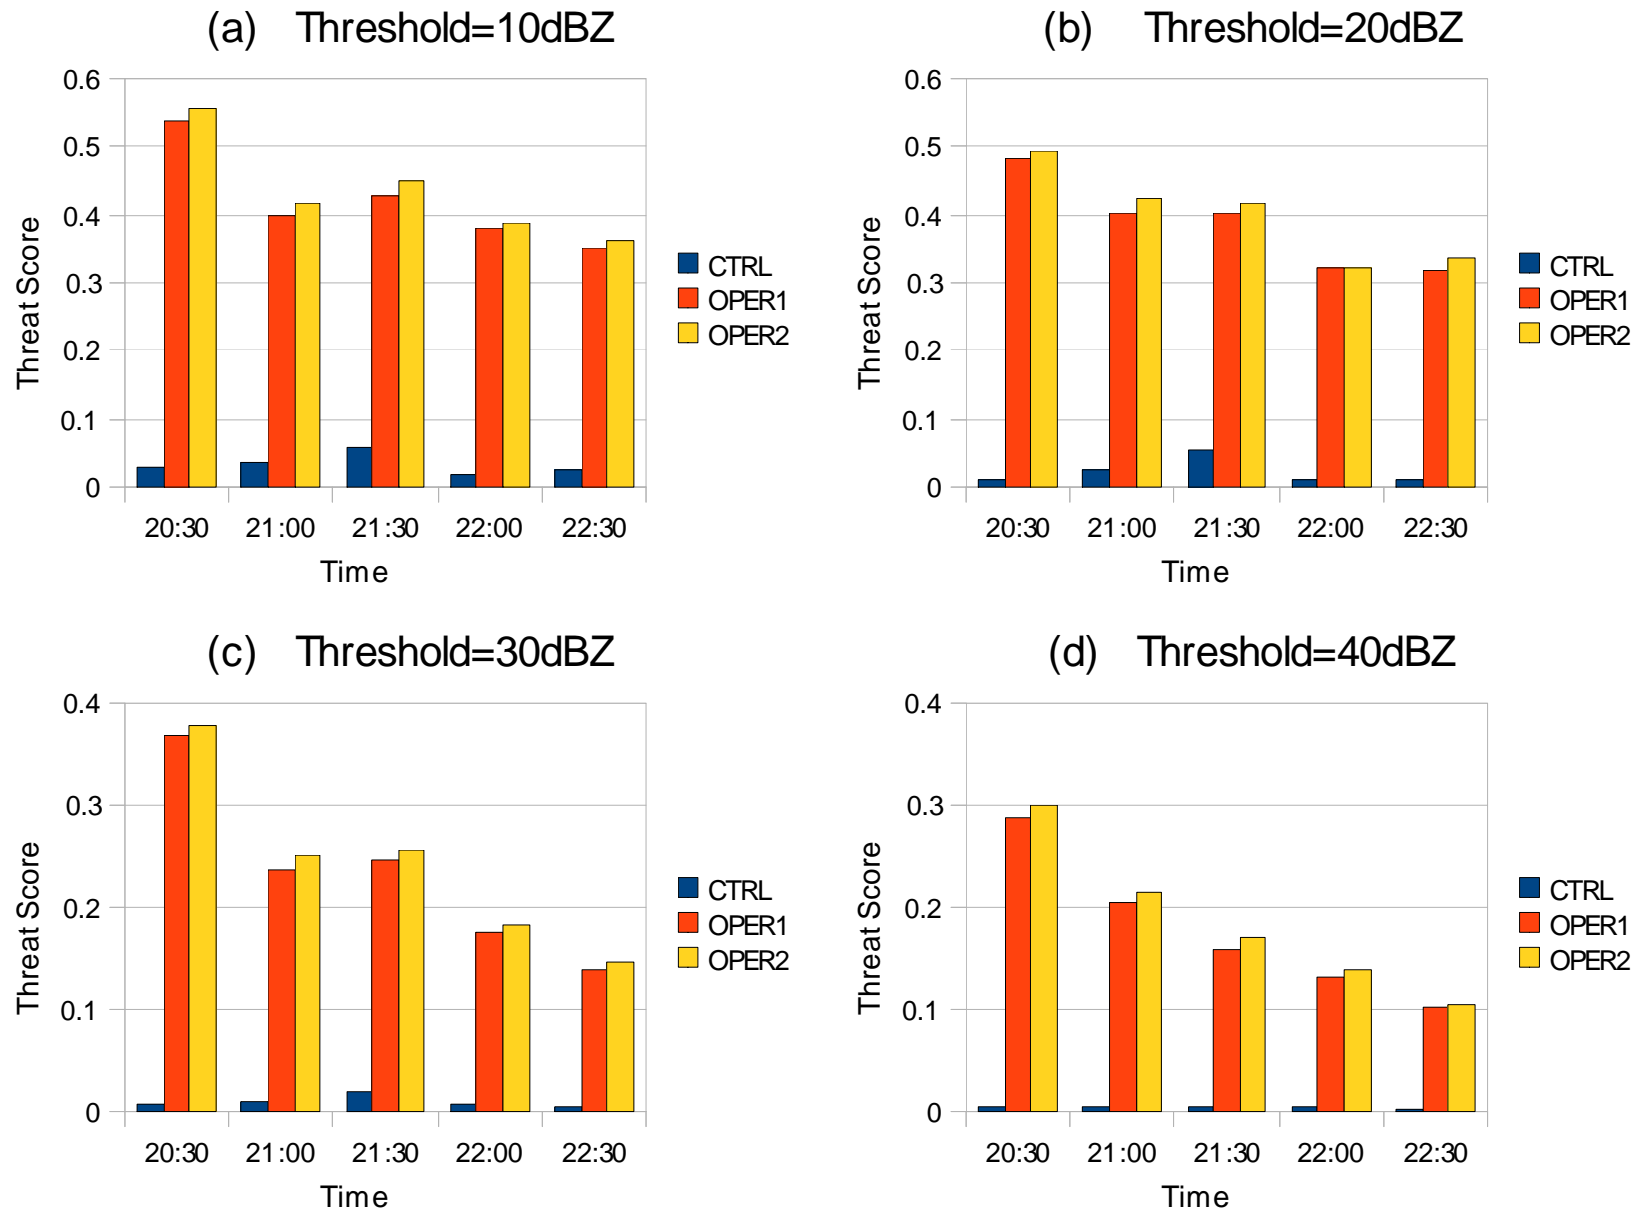 (a) Threshold=10dBZ
0.6
0.5
0.4
0.3
0.2
0.1
0
Threat Score
20:30 21:00 21:30 22:00 22:30
Time
CTRL
OPER1
OPER2
(b) Threshold=20dBZ
0.6
0.5
0.4
0.3
0.2
0.1
0
Threat Score
20:30 21:00 21:30 22:00 22:30
Time
CTRL
OPER1
OPER2
(c) Threshold=30dBZ
0.4
0.3
0.2
0.1
0
Threat Score
20:30 21:00 21:30 22:00 22:30
Time
CTRL
OPER1
OPER2
(d) Threshold=40dBZ
0.4
0.3
0.2
0.1
0
Threat Score
20:30 21:00 21:30 22:00 22:30
Time
CTRL
OPER1
OPER2